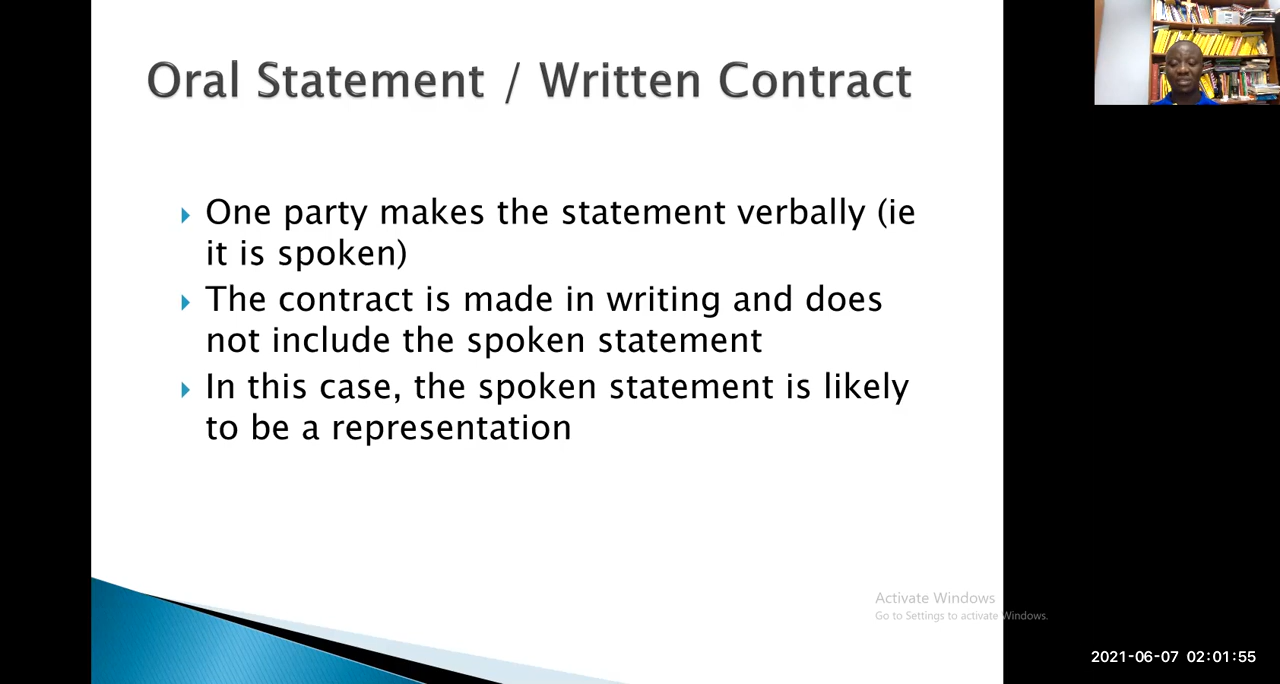 Oral Statement / Written Contract
One party makes the statement verbally (ie
it is spoken)
The contract is made in writing and does
not include the spoken statement
In this case, the spoken statement is likely
to be a representation
Activate Windows
Go to Settings to activate Windows.
2021-06-07 02:01:55